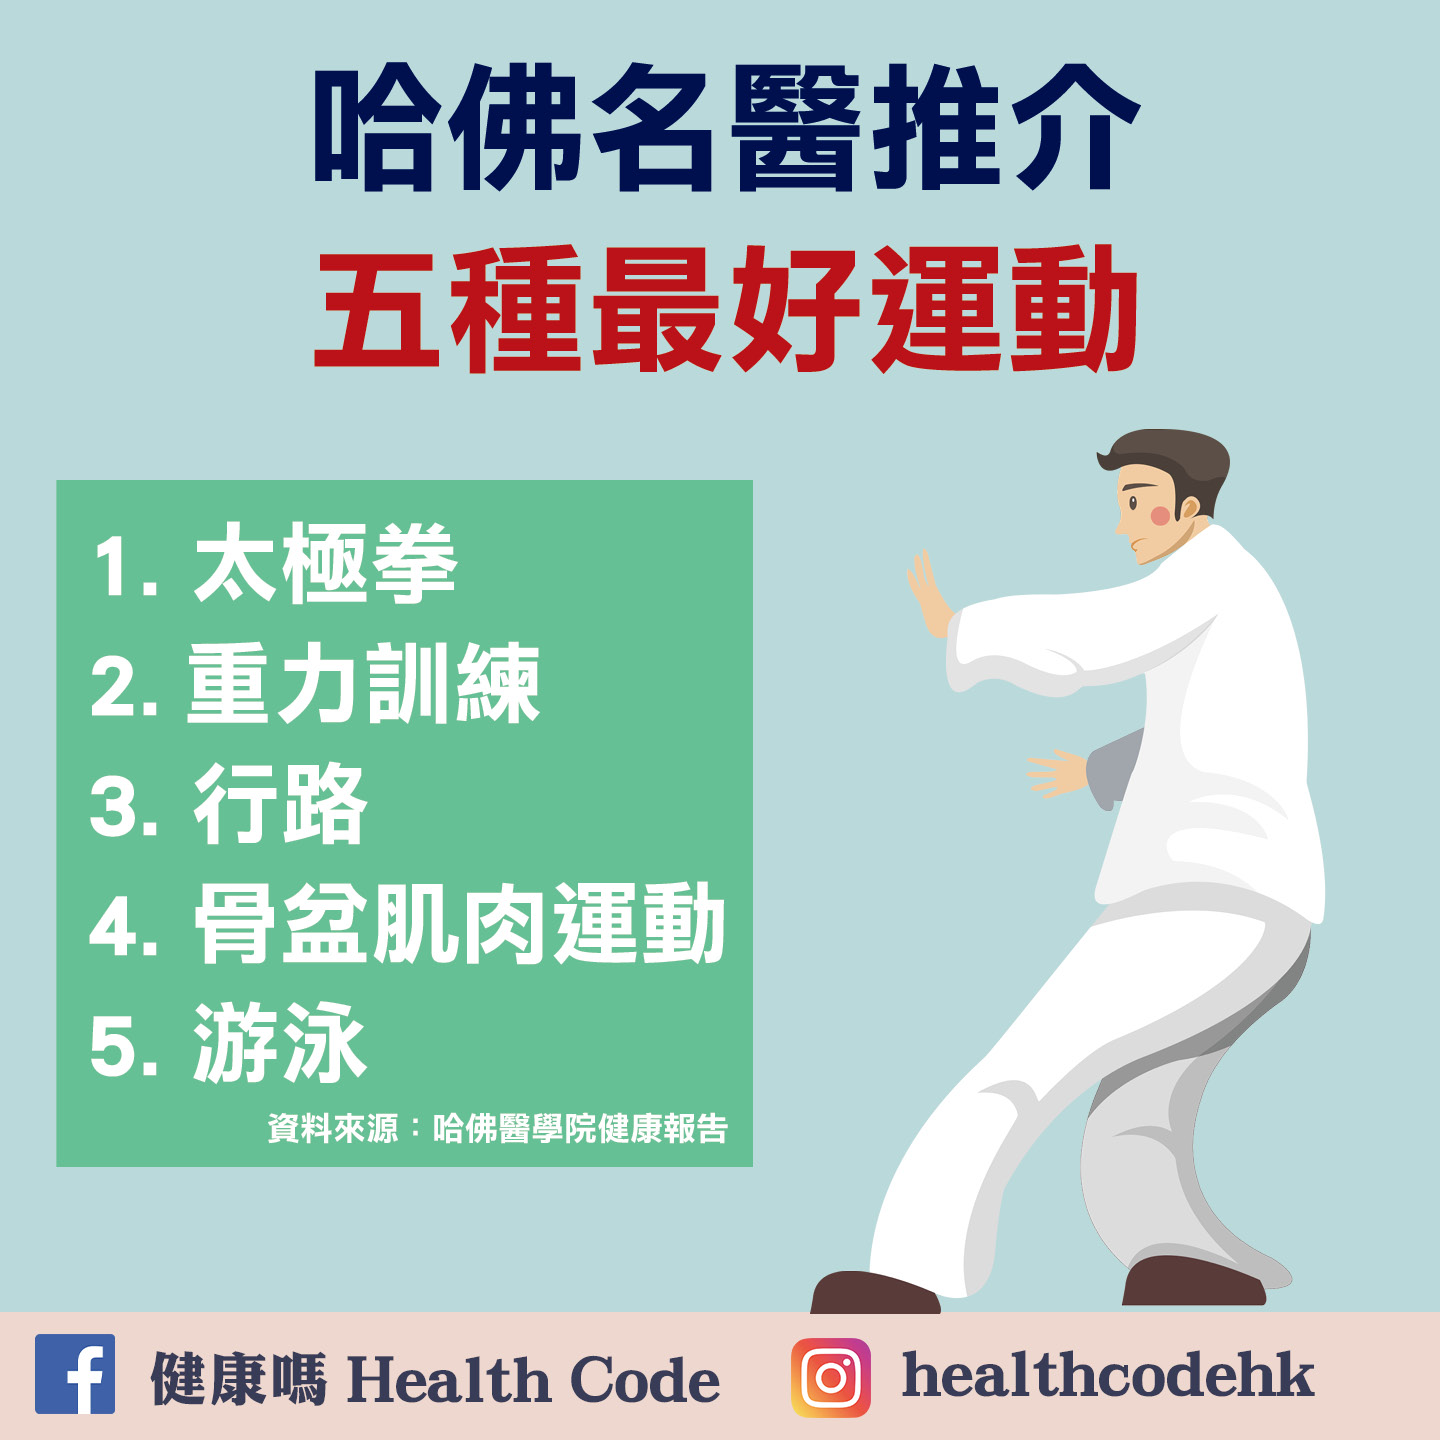 哈佛名醫推介
五種最好運動
1. 太極拳
2. 重力訓練
3. 行路
4. 骨盆肌肉運動
5. 游泳
資料來源：哈佛醫學院健康報告
健康嗎 Health Code
healthcodehk